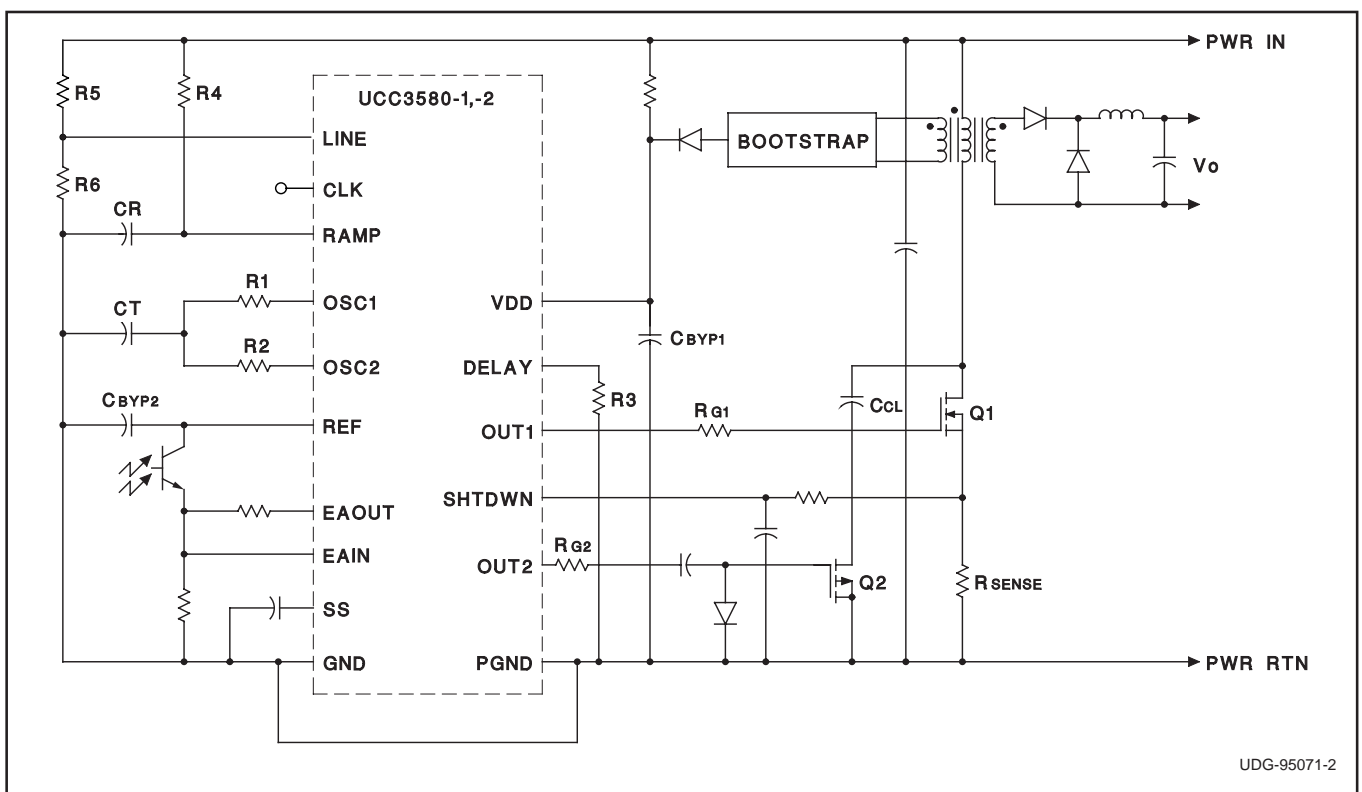 PWR IN
UCC3580-1,-2
R5
R4
LINE
BOOTSTRAP
R6
CLK
Vo
CR
RAMP
R1
CT
OSC1
VDD
R2
CBYP1
OSC2
DELAY
R3
CBYP2
CCL
RG1
Q1
REF
OUT1
SHTDWN
EAOUT
RG2
EAIN
OUT2
Q2
RSENSE
SS
GND
PGND
PWR RTN
UDG-95071-2